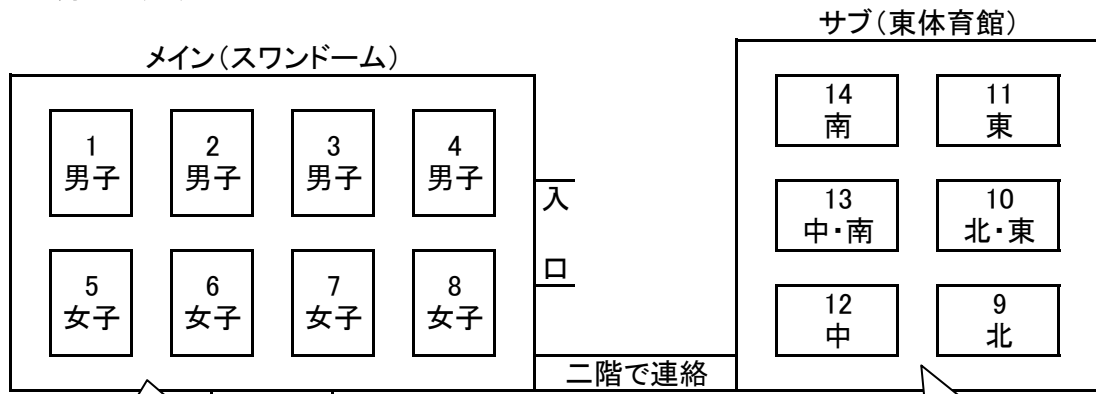 サブ(東体育館)
メイン(スワンドーム)
14
南
11
東
1
男子
2
男子
3
男子
4
男子
入
口
13
中・南
10
北・東
5
女子
6
女子
7
女子
8
女子
12
中
9
北
二階で連絡